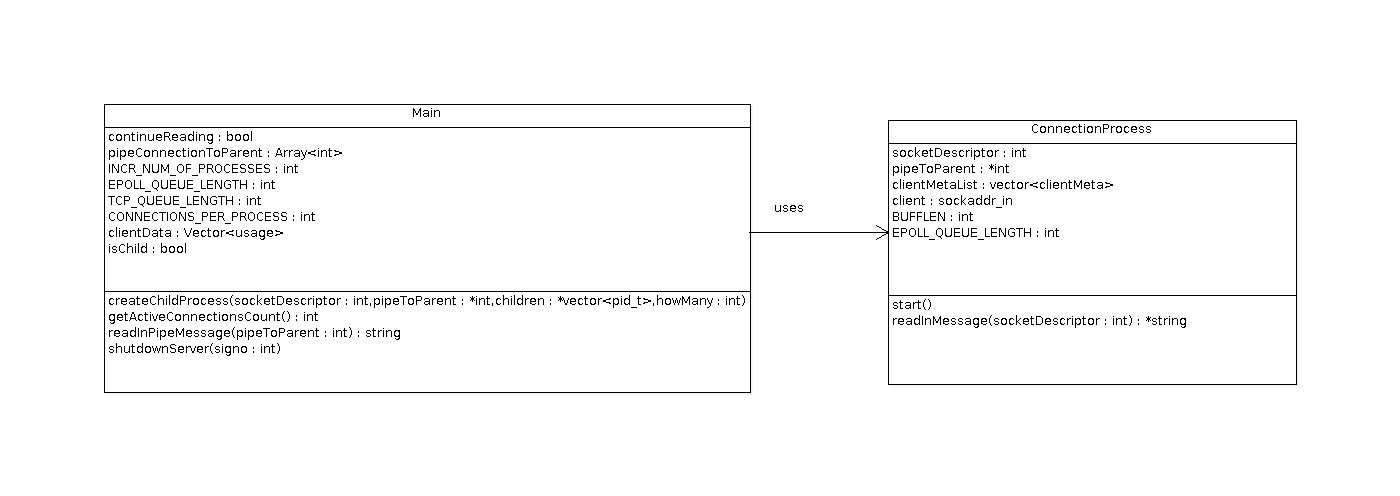 Main
continueReading : bool
pipeConnectionToParent : Array<int>
INCR_NUM_OF_PROCESSES : int
EPOLL_QUEUE_LENGTH : int
TCP_QUEUE_LENGTH : int
CONNECTIONS_PER_PROCESS : int
clientData : Vector<usage>
isChild : bool
createChildProcess(socketDescriptor : int,pipeToParent : *int,children : *vector<pid_t>,howMany : int)
getActiveConnectionsCount() : int
readInPipeMessage(pipeToParent : int) : string
shutdownServer(signo : int)
uses
ConnectionProcess
socketDescriptor : int
pipeToParent : *int
clientMetaList : vector<clientMeta>
client : sockaddr_in
BUFFLEN : int
EPOLL_QUEUE_LENGTH : int
start()
readInMessage(socketDescriptor : int) : *string